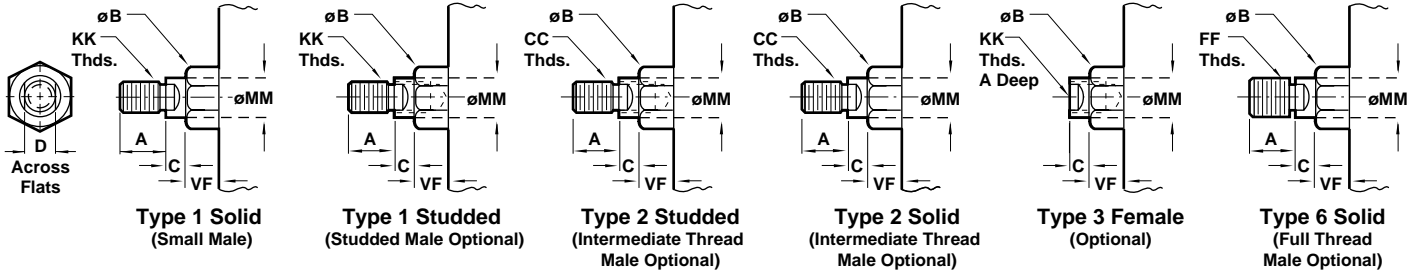 D
Across
Flats
øB
KK
Thds.
øMM
A
C
VF
Type 1 Solid
(Small Male)
øB
KK
Thds.
øMM
A
C
VF
Type 1 Studded
(Studded Male Optional)
øB
CC
Thds.
øMM
A
C
VF
Type 2 Studded
(Intermediate Thread
Male Optional)
øB
CC
Thds.
øMM
A
C
VF
Type 2 Solid
(Intermediate Thread
Male Optional)
øB
KK
Thds.
A Deep
øMM
C
VF
Type 3 Female
(Optional)
øB
FF
Thds.
øMM
A
C
VF
Type 6 Solid
(Full Thread
Male Optional)